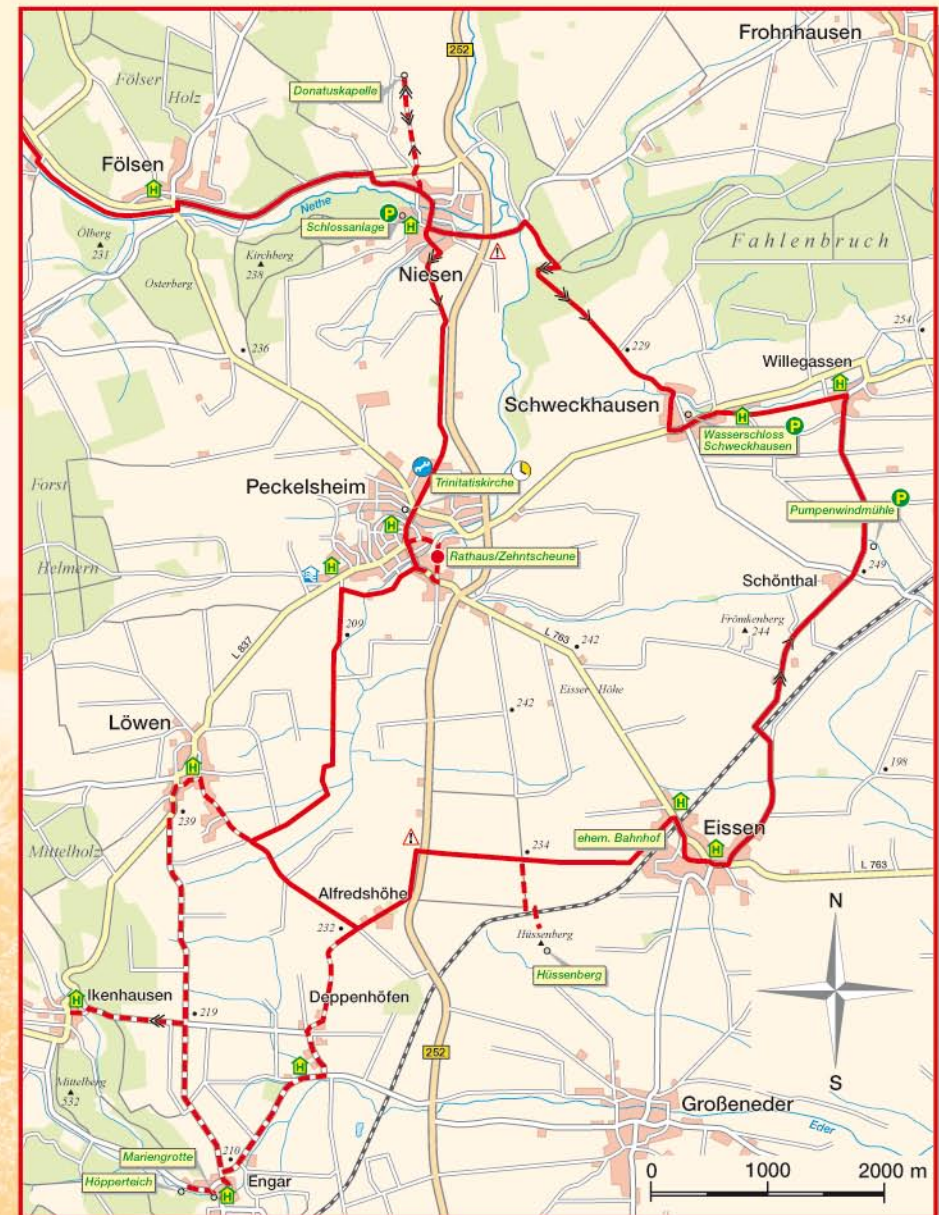 Frohnhausen
252
Donatuskapelle
Fölser
Holz
Fölsen
H
Nethe
P
Schlossanlage
H
Ölberg
231
Kirchberg
238
Fahlenbruch
Niesen
Osterberg
254
236
229
Willegassen
H
Schweckhausen
H
Wasserschloss
Schweckhausen
P
Trinitatiskirche
Peckelsheim
Forst
Helmern
H
P
Pumpenwindmühle
H
Rathaus/Zehntscheune
249
Schönthal
209
Frömkenberg
244
L 763
242
L 837
Eisser Höhe
242
Löwen
H
198
239
H
Eissen
ehem. Bahnhof
H
Mittelholz
234
L 763
Alfredshöhe
N
232
Hüssenberg
Hüssenberg
Ikenhausen
H
Deppenhöfen
219
252
H
S
Mittelberg
532
Großeneder
Eder
210
Mariengrotte
Höpperteich
Engar
H
0 1000 2000 m